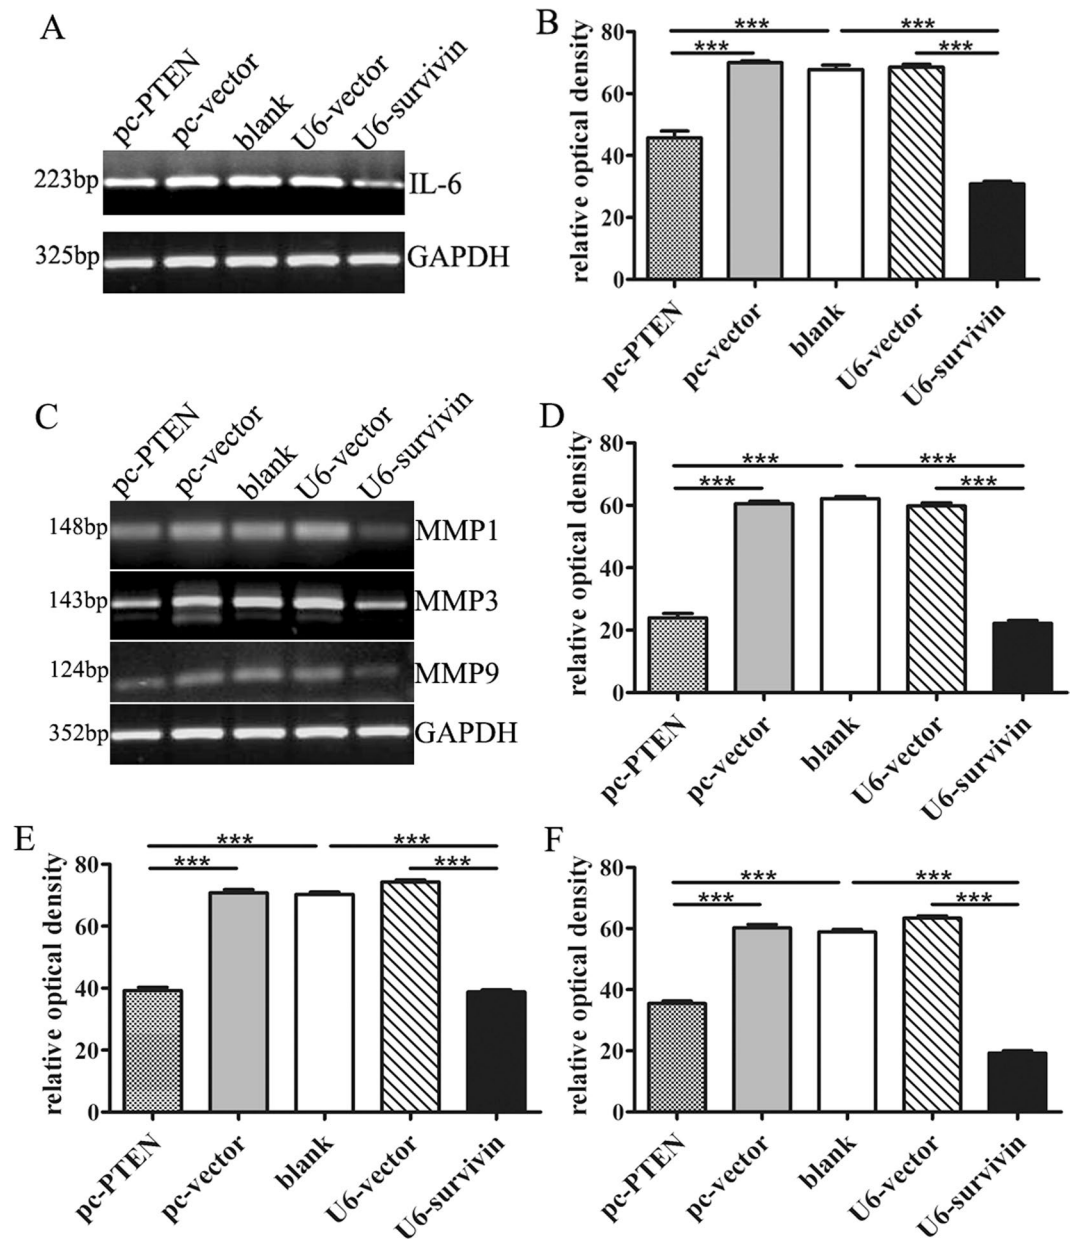 A
pc-PTEN pc-vector blank U6-vector U6-survivin
223bp IL-6
325bp GAPDH
B
relative optical density
80
60
40
20
0
*** ***
*** ***
pc-PTEN pc-vector blank U6-vector U6-survivin
C
pc-PTEN pc-vector blank U6-vector U6-survivin
148bp MMP1
143bp MMP3
124bp MMP9
352bp GAPDH
D
relative optical density
80
60
40
20
0
*** ***
*** ***
pc-PTEN pc-vector blank U6-vector U6-survivin
E
relative optical density
80
60
40
20
0
*** ***
*** ***
pc-PTEN pc-vector blank U6-vector U6-survivin
F
relative optical density
80
60
40
20
0
*** ***
*** ***
pc-PTEN pc-vector blank U6-vector U6-survivin